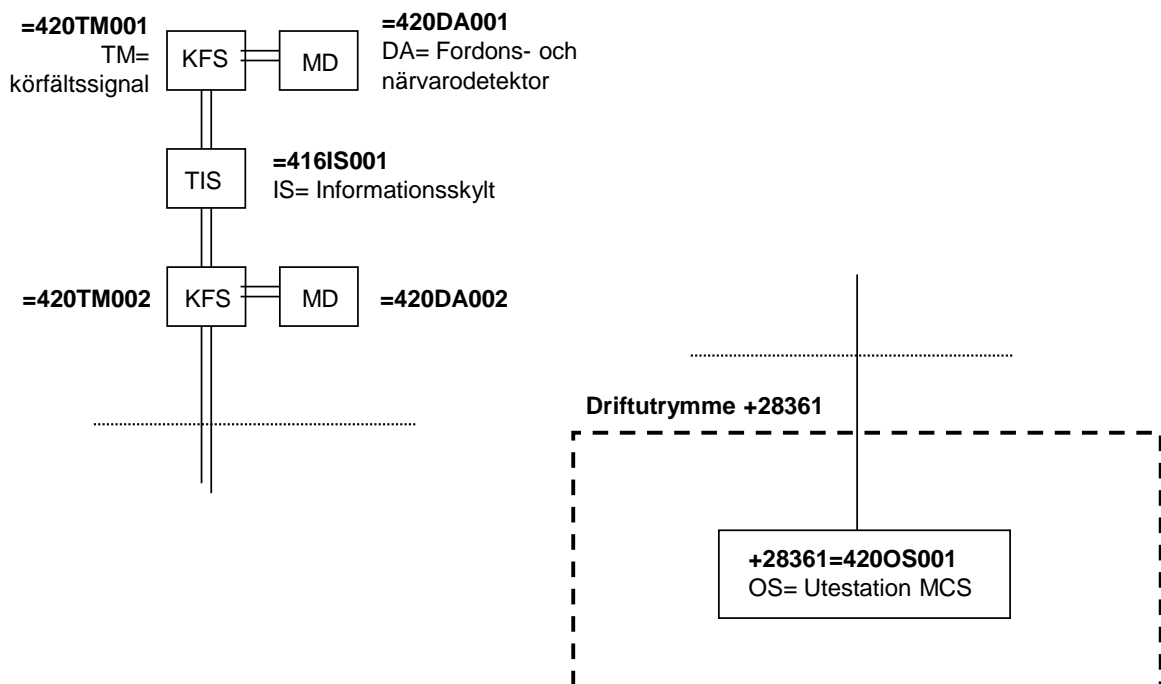 =420TM001
TM=
körfältssignal
KFS
MD
=420DA001
DA= Fordons- och
närvarodetektor
TIS
=416IS001
IS= Informationsskylt
=420TM002
KFS
MD
=420DA002
Driftutrymme +28361
+28361=420OS001
OS= Utestation MCS